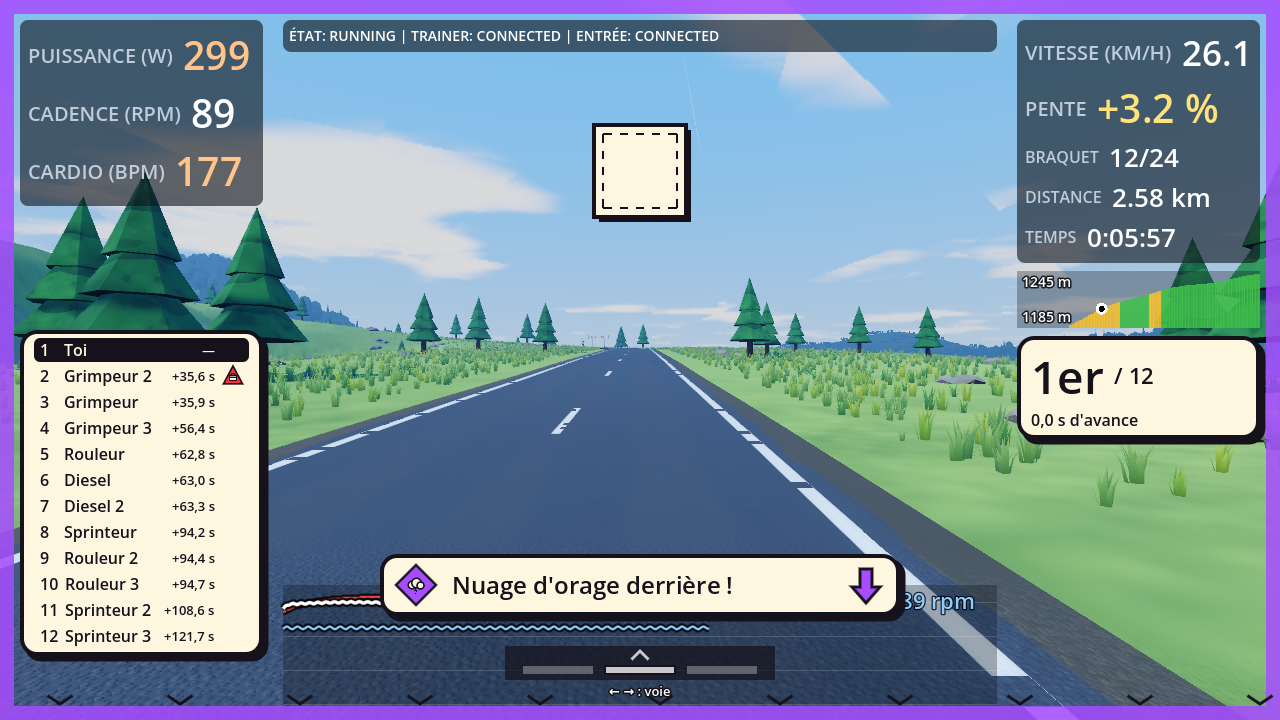 PUISSANCE (W) 299
CADENCE (RPM) 89
CARDIO (BPM) 177
ÉTAT: RUNNING | TRAINER: CONNECTED | ENTRÉE: CONNECTED
VITESSE (KM/H) 26.1
PENTE +3.2 %
BRAQUET 12/24
DISTANCE 2.58 km
TEMPS 0:05:57
1245 m
1185 m
1er / 12
0,0 s d'avance
1 Toi —
2 Grimpeur 2 +35,6 s
3 Grimpeur +35,9 s
4 Grimpeur 3 +56,4 s
5 Rouleur +62,8 s
6 Diesel +63,0 s
7 Diesel 2 +63,3 s
8 Sprinteur +94,2 s
9 Rouleur 2 +94,4 s
10 Rouleur 3 +94,7 s
11 Sprinteur 2 +108,6 s
12 Sprinteur 3 +121,7 s
Nuage d'orage derrière !
89 rpm
← → : voie